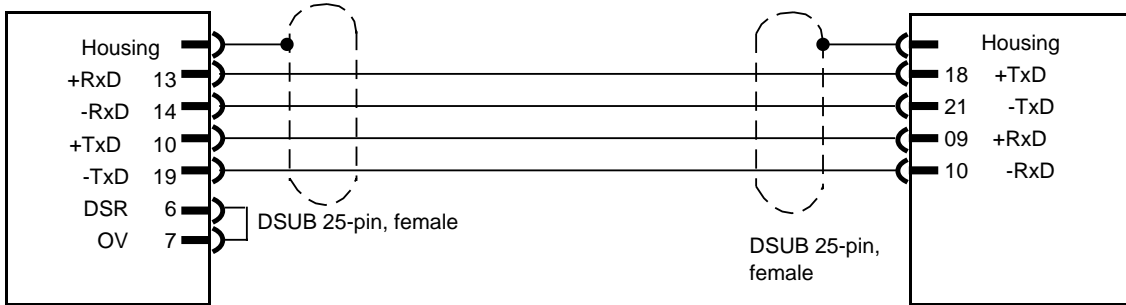 Housing
+RxD 13
-RxD 14
+TxD 10
-TxD 19
DSR 6
OV 7
DSUB 25-pin, female
Housing
18 +TxD
21 -TxD
09 +RxD
10 -RxD
DSUB 25-pin,
female